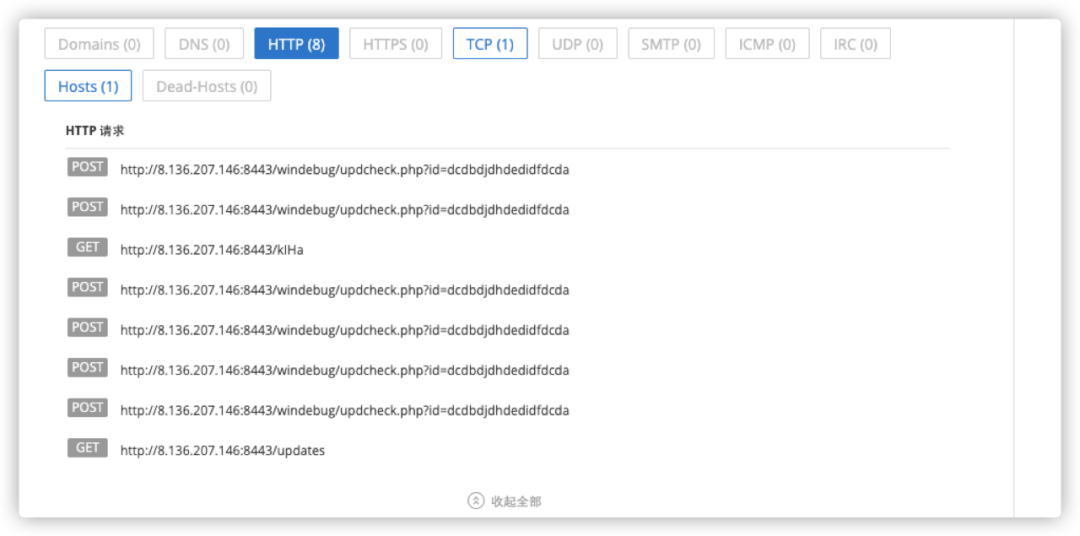 Domains (0) DNS (0) HTTP (8) HTTPS (0) TCP (1) UDP (0) SMTP (0) ICMP (0) IRC (0)
Hosts (1) Dead-Hosts (0)
HTTP 请求
POST http://8.136.207.146:8443/windebug/updcheck.php?id=dcdbdjdhdedidfdcda
POST http://8.136.207.146:8443/windebug/updcheck.php?id=dcdbdjdhdedidfdcda
GET http://8.136.207.146:8443/kIHa
POST http://8.136.207.146:8443/windebug/updcheck.php?id=dcdbdjdhdedidfdcda
POST http://8.136.207.146:8443/windebug/updcheck.php?id=dcdbdjdhdedidfdcda
POST http://8.136.207.146:8443/windebug/updcheck.php?id=dcdbdjdhdedidfdcda
POST http://8.136.207.146:8443/windebug/updcheck.php?id=dcdbdjdhdedidfdcda
GET http://8.136.207.146:8443/updates
收起全部